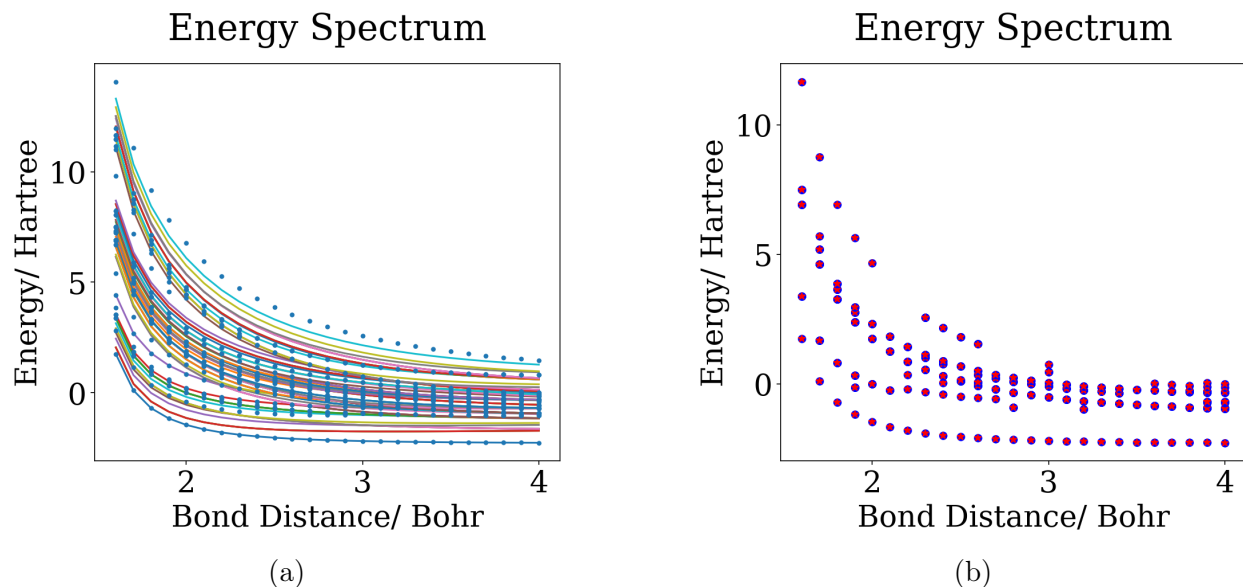 Energy Spectrum
Energy/ Hartree
10
5
0
2
3
4
Bond Distance/ Bohr
(a)
Energy Spectrum
Energy/ Hartree
10
5
0
2
3
4
Bond Distance/ Bohr
(b)